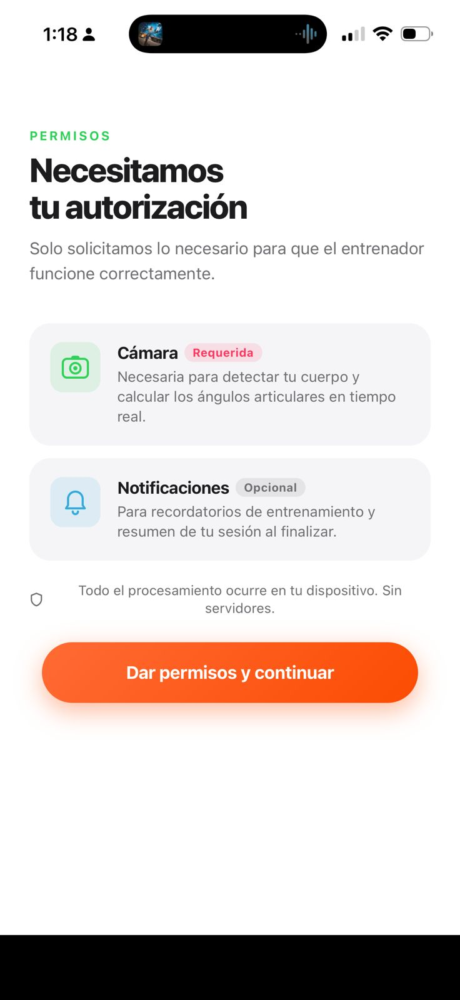 1:18
PERMISOS
Necesitamos
tu autorización
Solo solicitamos lo necesario para que el entrenador
funcione correctamente.
Cámara Requerida
Necesaria para detectar tu cuerpo y
calcular los ángulos articulares en tiempo
real.
Notificaciones Opcional
Para recordatorios de entrenamiento y
resumen de tu sesión al finalizar.
Todo el procesamiento ocurre en tu dispositivo. Sin
servidores.
Dar permisos y continuar